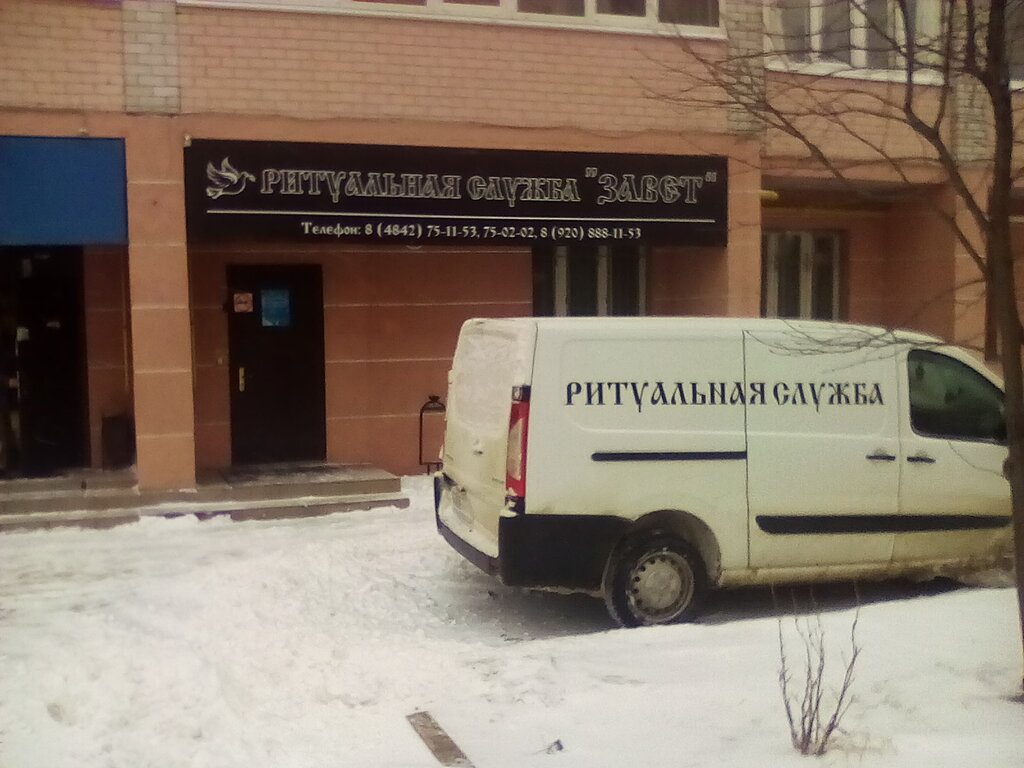 РИТУАЛЬНАЯ СЛУЖБА "ЗАВЕТ"
Телефон: 8 (4842) 75-11-53, 75-02-02, 8 (920) 888-11-53
РИТУАЛЬНАЯ СЛУЖБА